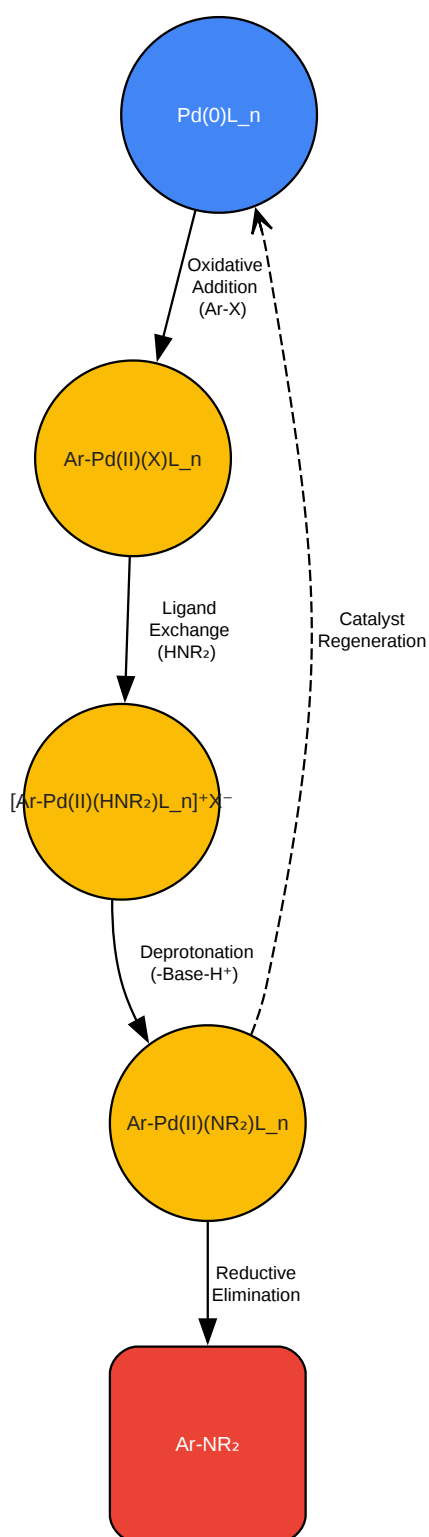 Pd(0)L_n
Oxidative
Addition
(Ar-X)
Ar-Pd(II)(X)L_n
Ligand
Exchange
(HNR₂)
Catalyst
Regeneration
[Ar-Pd(II)(HNR₂)L_n]⁺X⁻
Deprotonation
(-Base-H⁺)
Ar-Pd(II)(NR₂)L_n
Reductive
Elimination
Ar-NR₂